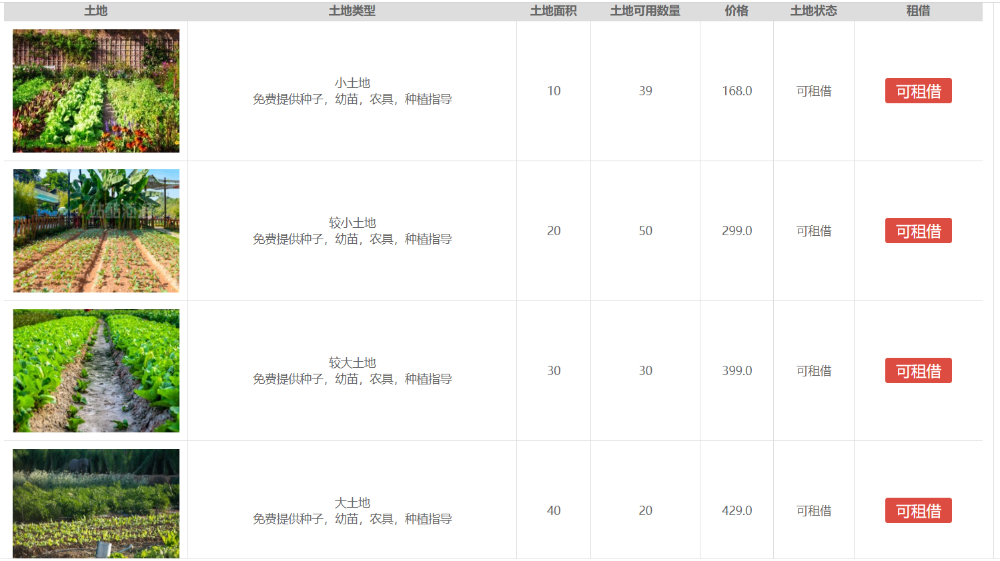 土地 土地类型 土地面积 土地可用数量 价格 土地状态 租借
小土地
免费提供种子，幼苗，农具，种植指导 10 39 168.0 可租借 可租借
较小土地
免费提供种子，幼苗，农具，种植指导 20 50 299.0 可租借 可租借
较大土地
免费提供种子，幼苗，农具，种植指导 30 30 399.0 可租借 可租借
大土地
免费提供种子，幼苗，农具，种植指导 40 20 429.0 可租借 可租借